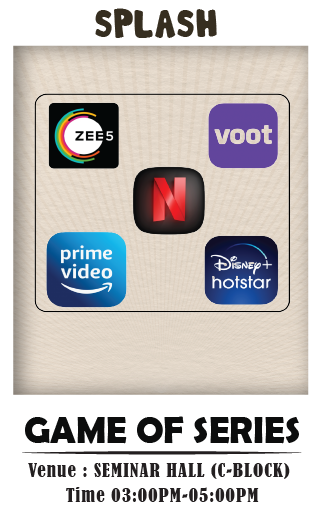 SPLASH
ZEE5
voot
N
prime
video
Disney+
hotstar
GAME OF SERIES
Venue : SEMINAR HALL (C-BLOCK)
Time 03:00PM-05:00PM